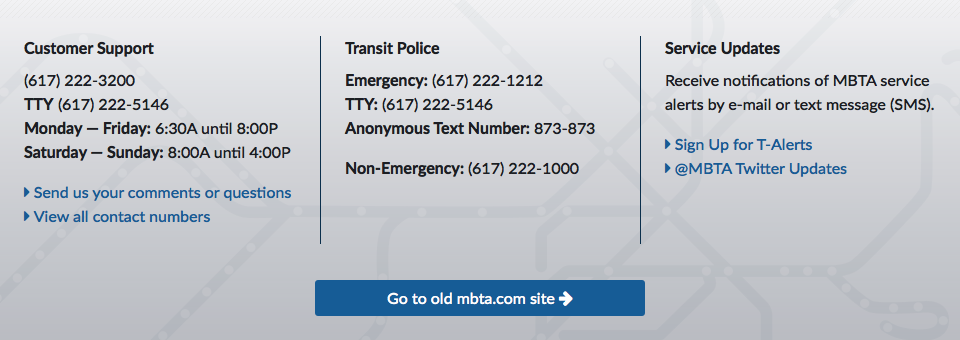 Customer Support
(617) 222-3200
TTY (617) 222-5146
Monday — Friday: 6:30A until 8:00P
Saturday — Sunday: 8:00A until 4:00P
Send us your comments or questions
View all contact numbers
Transit Police
Emergency: (617) 222-1212
TTY: (617) 222-5146
Anonymous Text Number: 873-873
Non-Emergency: (617) 222-1000
Service Updates
Receive notifications of MBTA service
alerts by e-mail or text message (SMS).
Sign Up for T-Alerts
@MBTA Twitter Updates
Go to old mbta.com site